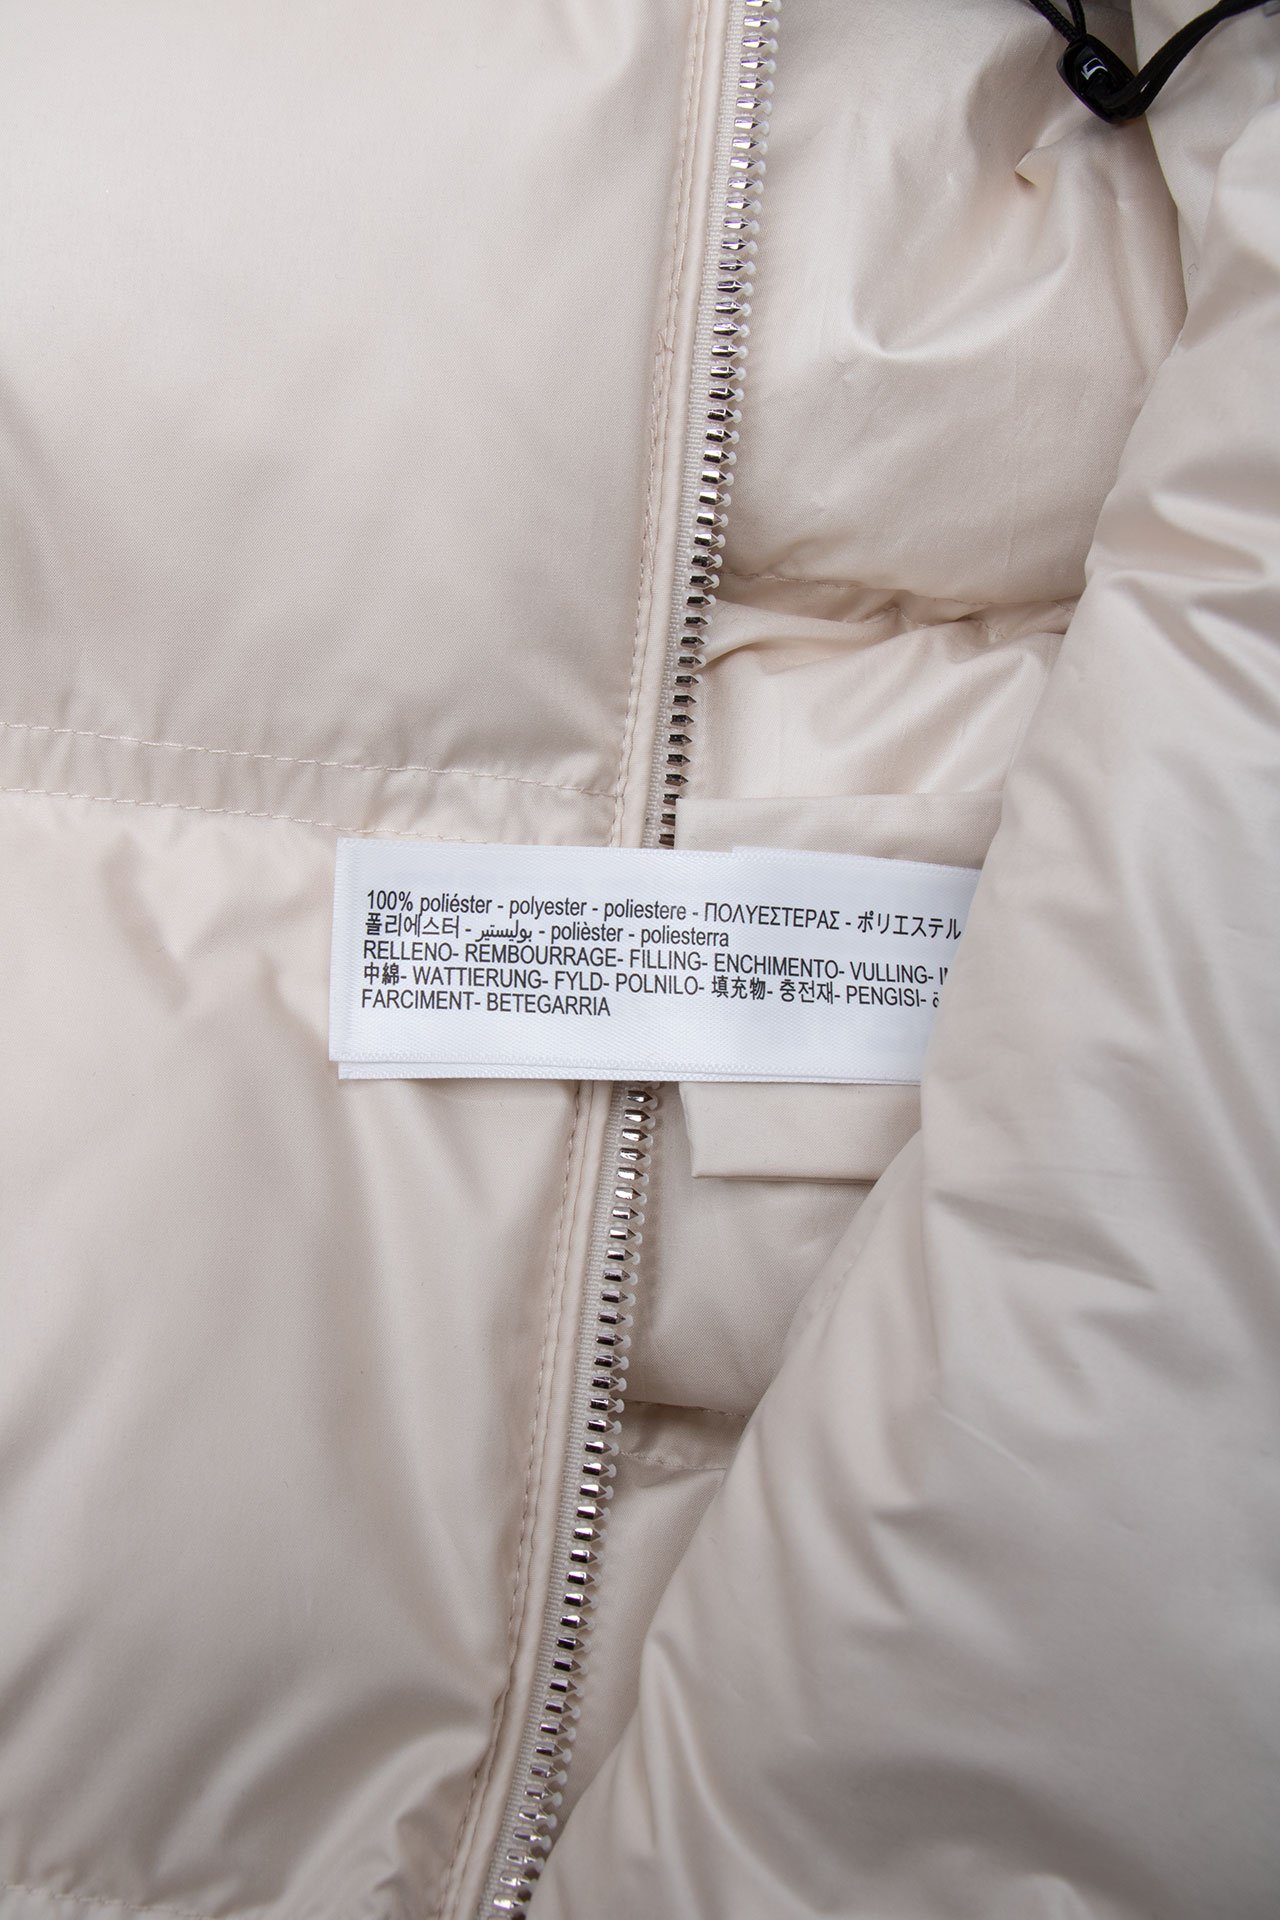 100% poliéster - polyester - poliestere - ΠΟΛΥΕΣΤΕΡΑΣ - ポリエステル
폴리에스터 - بوليستير - polièster - poliesterra
RELLENO- REMBOURRAGE- FILLING- ENCHIMENTO- VULLING-
中綿- WATTIERUNG- FYLD- POLNILO- 填充物- 충전재- PENGISI-
FARCIMENT- BETEGARRIA